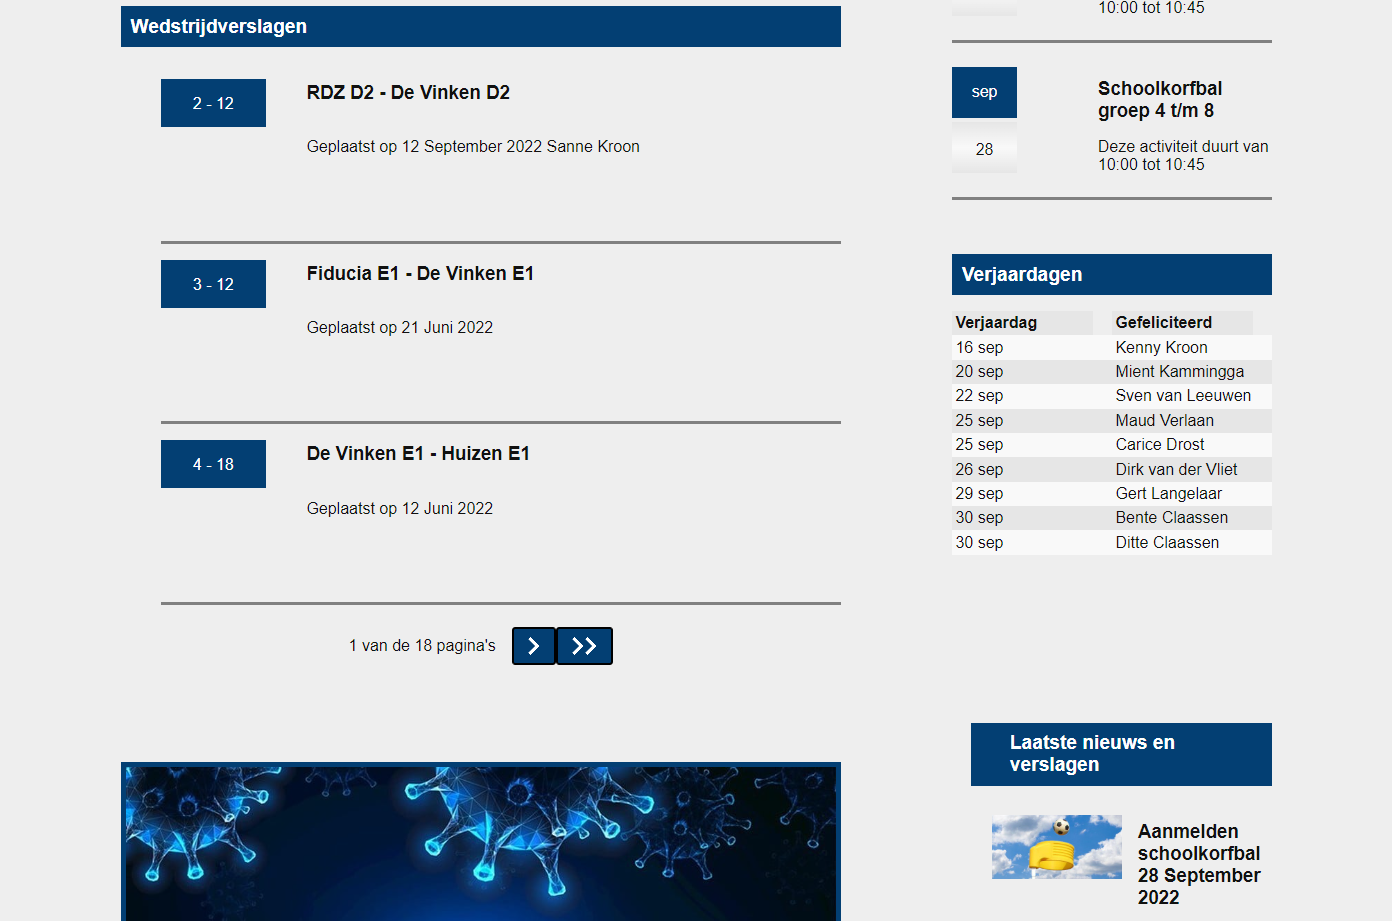 Wedstrijdverslagen
2 - 12
RDZ D2 - De Vinken D2
Geplaatst op 12 September 2022 Sanne Kroon
3 - 12
Fiducia E1 - De Vinken E1
Geplaatst op 21 Juni 2022
4 - 18
De Vinken E1 - Huizen E1
Geplaatst op 12 Juni 2022
1 van de 18 pagina's
10:00 tot 10:45
sep
28
Schoolkorfbal
groep 4 t/m 8
Deze activiteit duurt van
10:00 tot 10:45
Verjaardagen
Verjaardag Gefeliciteerd
16 sep Kenny Kroon
20 sep Mient Kammingga
22 sep Sven van Leeuwen
25 sep Maud Verlaan
25 sep Carice Drost
26 sep Dirk van der Vliet
29 sep Gert Langelaar
30 sep Bente Claassen
30 sep Ditte Claassen
Laatste nieuws en
verslagen
Aanmelden
schoolkorfbal
28 September
2022